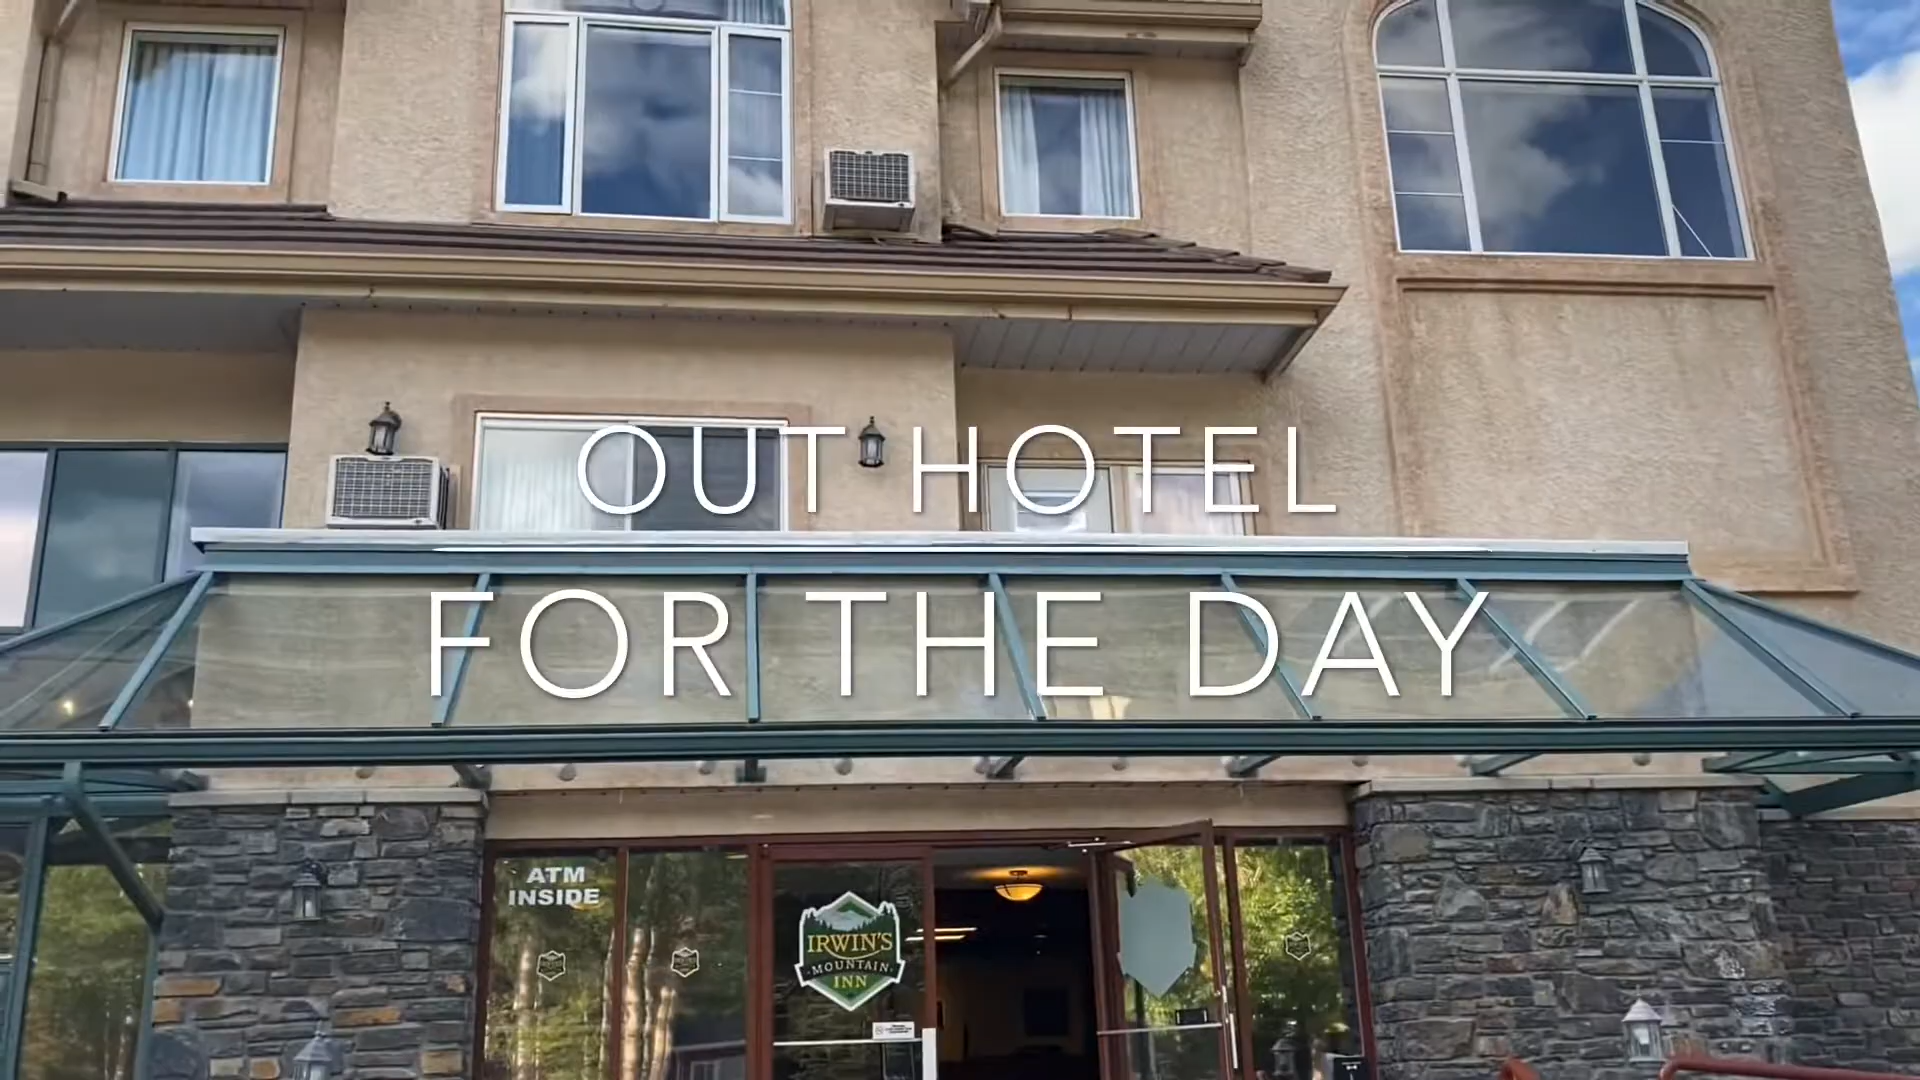 OUT HOTEL
FOR THE DAY
ATM
INSIDE
IRWIN'S
MOUNTAIN
INN